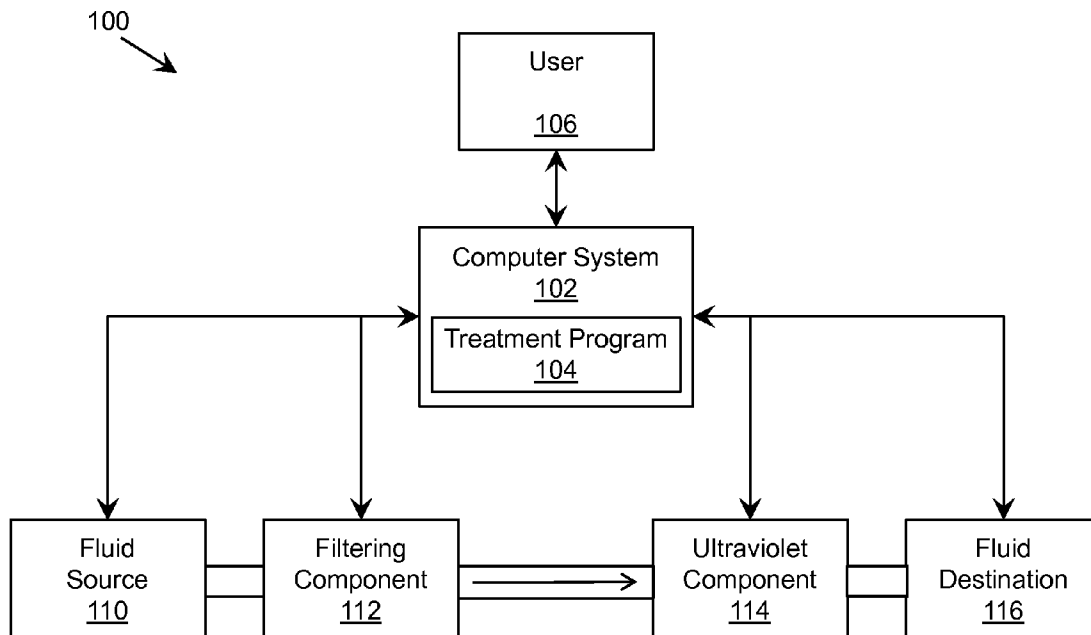 100
User
106
Computer System
102
Treatment Program
104
Fluid
Source
110
Filtering
Component
112
Ultraviolet
Component
114
Fluid
Destination
116